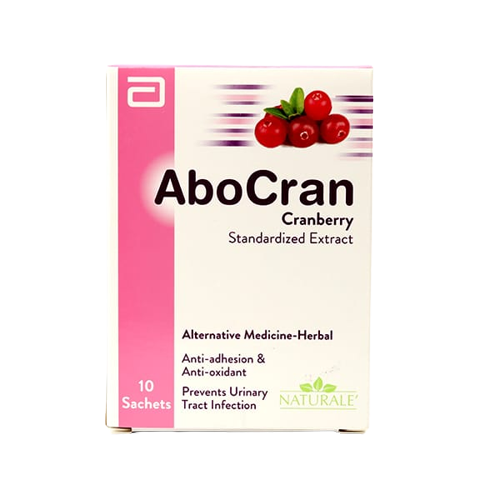 AboCran
Cranberry
Standardized Extract
Alternative Medicine-Herbal
Anti-adhesion &
Anti-oxidant
Prevents Urinary
Tract Infection
10
Sachets
NATURALE'